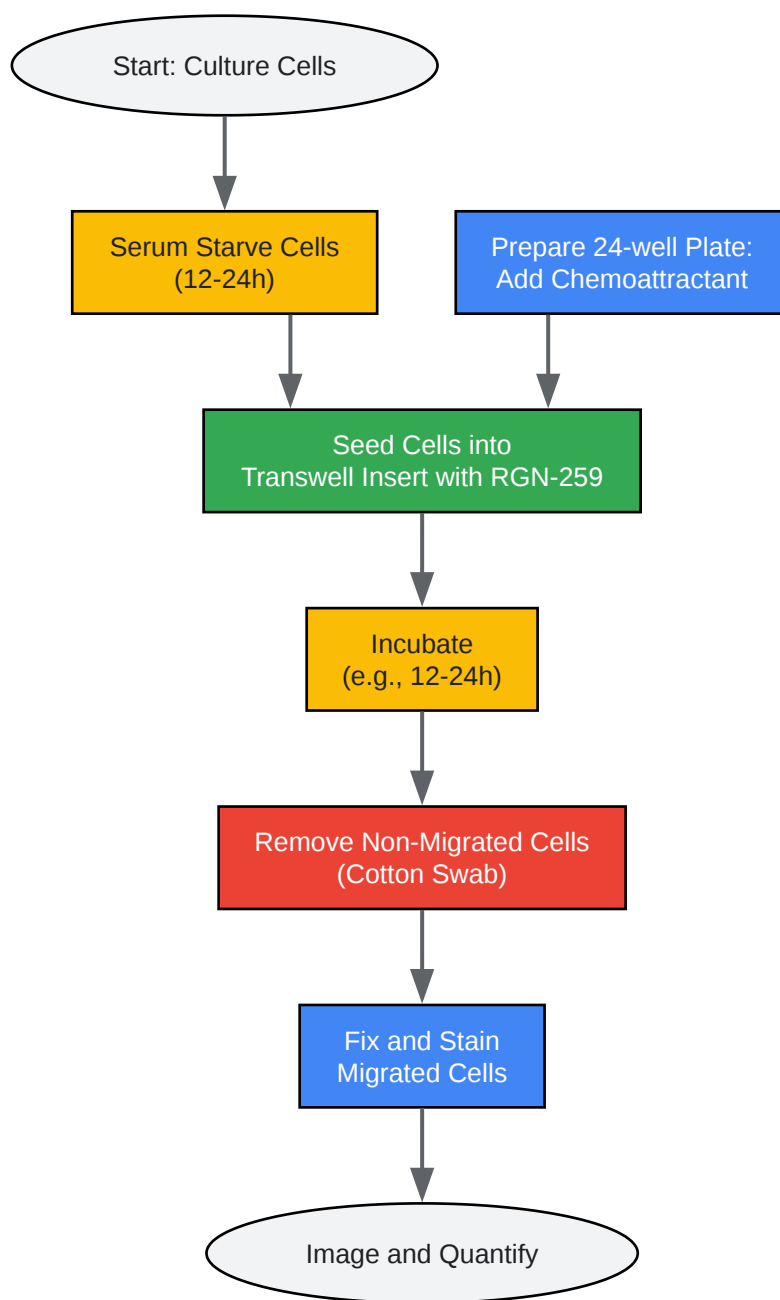 Start: Culture Cells
Serum Starve Cells
(12-24h)
Prepare 24-well Plate:
Add Chemoattractant
Seed Cells into
Transwell Insert with RGN-259
Incubate
(e.g., 12-24h)
Remove Non-Migrated Cells
(Cotton Swab)
Fix and Stain
Migrated Cells
Image and Quantify